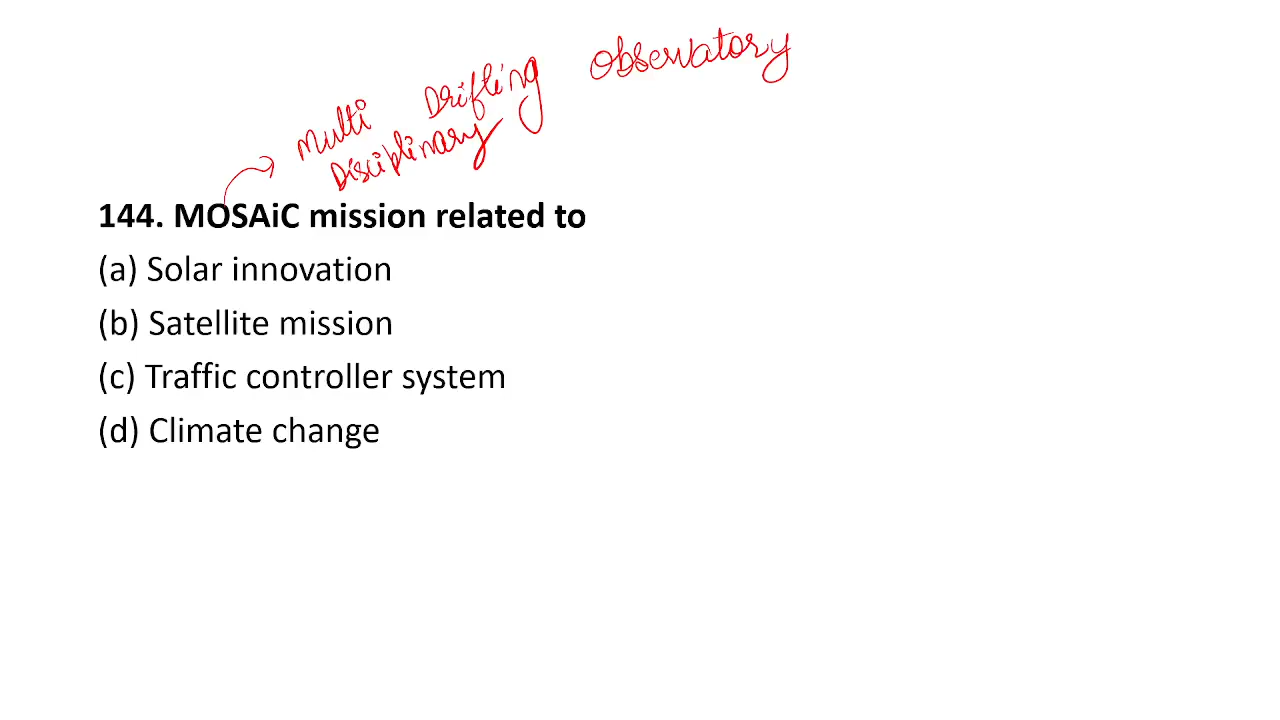 Multi Drifting Observatory
Disciplinary
144. MOSAiC mission related to
(a) Solar innovation
(b) Satellite mission
(c) Traffic controller system
(d) Climate change